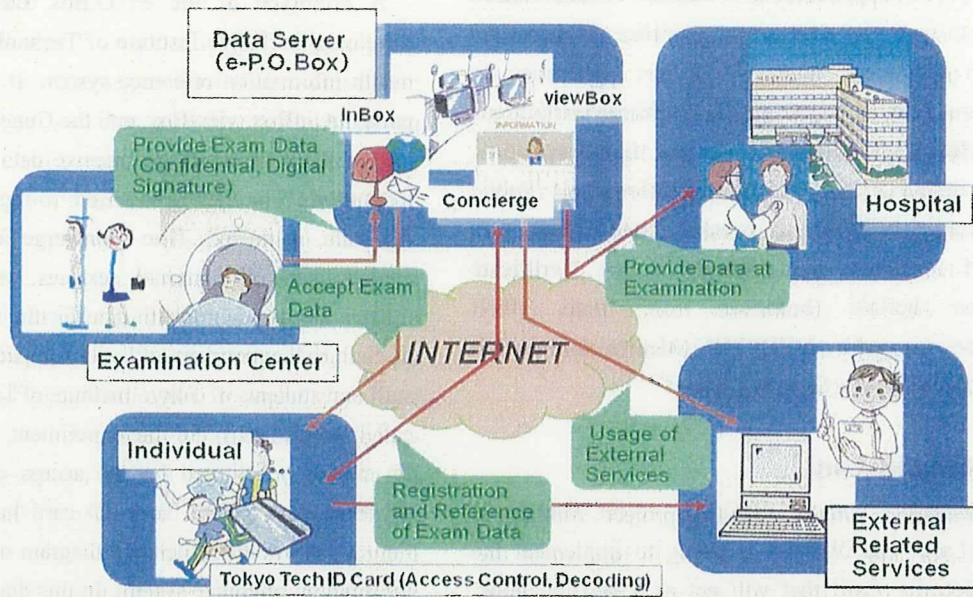 Data Server
(e-P.O.Box)
InBox
viewBox
INFORMATION
Concierge
Provide Exam Data
(Confidential, Digital
Signature)
Hospital
Provide Data at
Examination
Accept Exam
Data
INTERNET
Examination Center
Individual
Registration
and Reference
of Exam Data
Usage of
External
Services
External
Related
Services
Tokyo Tech ID Card (Access Control, Decoding)